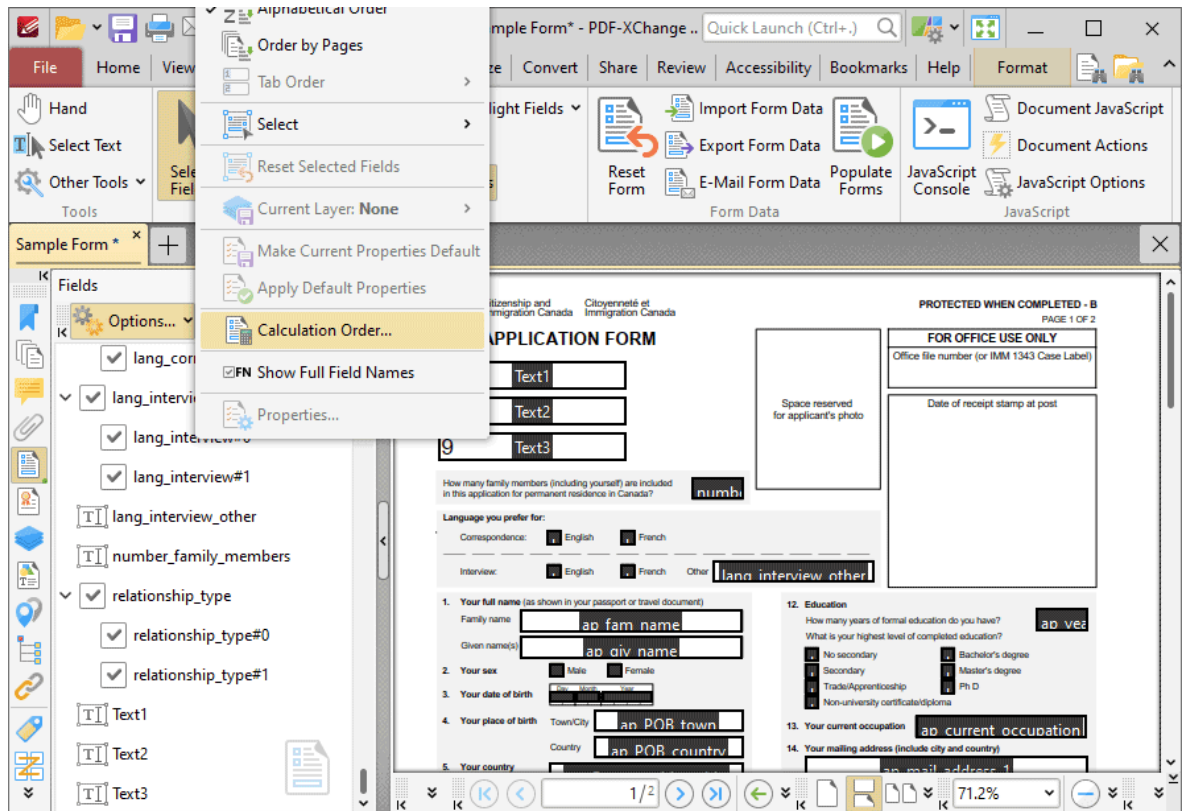 Alphabetical Order
Sample Form* - PDF-XChange ..
Quick Launch (Ctrl+.)
File
Home
View
Convert
Share
Review
Accessibility
Bookmarks
Help
Format
Hand
Select Text
Other Tools
Tools
Order by Pages
Tab Order
Select
Reset Selected Fields
Current Layer: None
Make Current Properties Default
Apply Default Properties
Calculation Order...
FN Show Full Field Names
Properties...
Reset
Form
Import Form Data
Export Form Data
E-Mail Form Data
Populate
Forms
Form Data
JavaScript
Console
Document JavaScript
Document Actions
JavaScript Options
JavaScript
Sample Form *
Fields
Options...
lang_interview#1
lang_interview_other
number_family_members
relationship_type
relationship_type#0
relationship_type#1
Text1
Text2
Text3
Citoyenneté et
Immigration Canada
PROTECTED WHEN COMPLETED - B
PAGE 1 OF 2
APPLICATION FORM
FOR OFFICE USE ONLY
Office file number (or IMM 1343 Case Label)
Text1
Text2
9 Text3
Space reserved
for applicant's photo
Date of receipt stamp at post
How many family members (including yourself) are included
in this application for permanent residence in Canada?
Language you prefer for:
Correspondence: English French
Interview: English French Other lang_interview_other
1. Your full name (as shown in your passport or travel document)
Family name ap_fam_name
Given name(s) ap_giv_name
2. Your sex Male Female
3. Your date of birth Day Month Year
4. Your place of birth Town/City ap_POB_town
Country ap_POB_country
5. Your country
12. Education
How many years of formal education do you have?
What is your highest level of completed education?
No secondary Bachelor's degree
Secondary Master's degree
Trade/Apprenticeship Ph D
Non-university certificate/diploma
13. Your current occupation ap_current_occupation
14. Your mailing address (include city and country)
ap_mail_address_1
1/2
71.2%